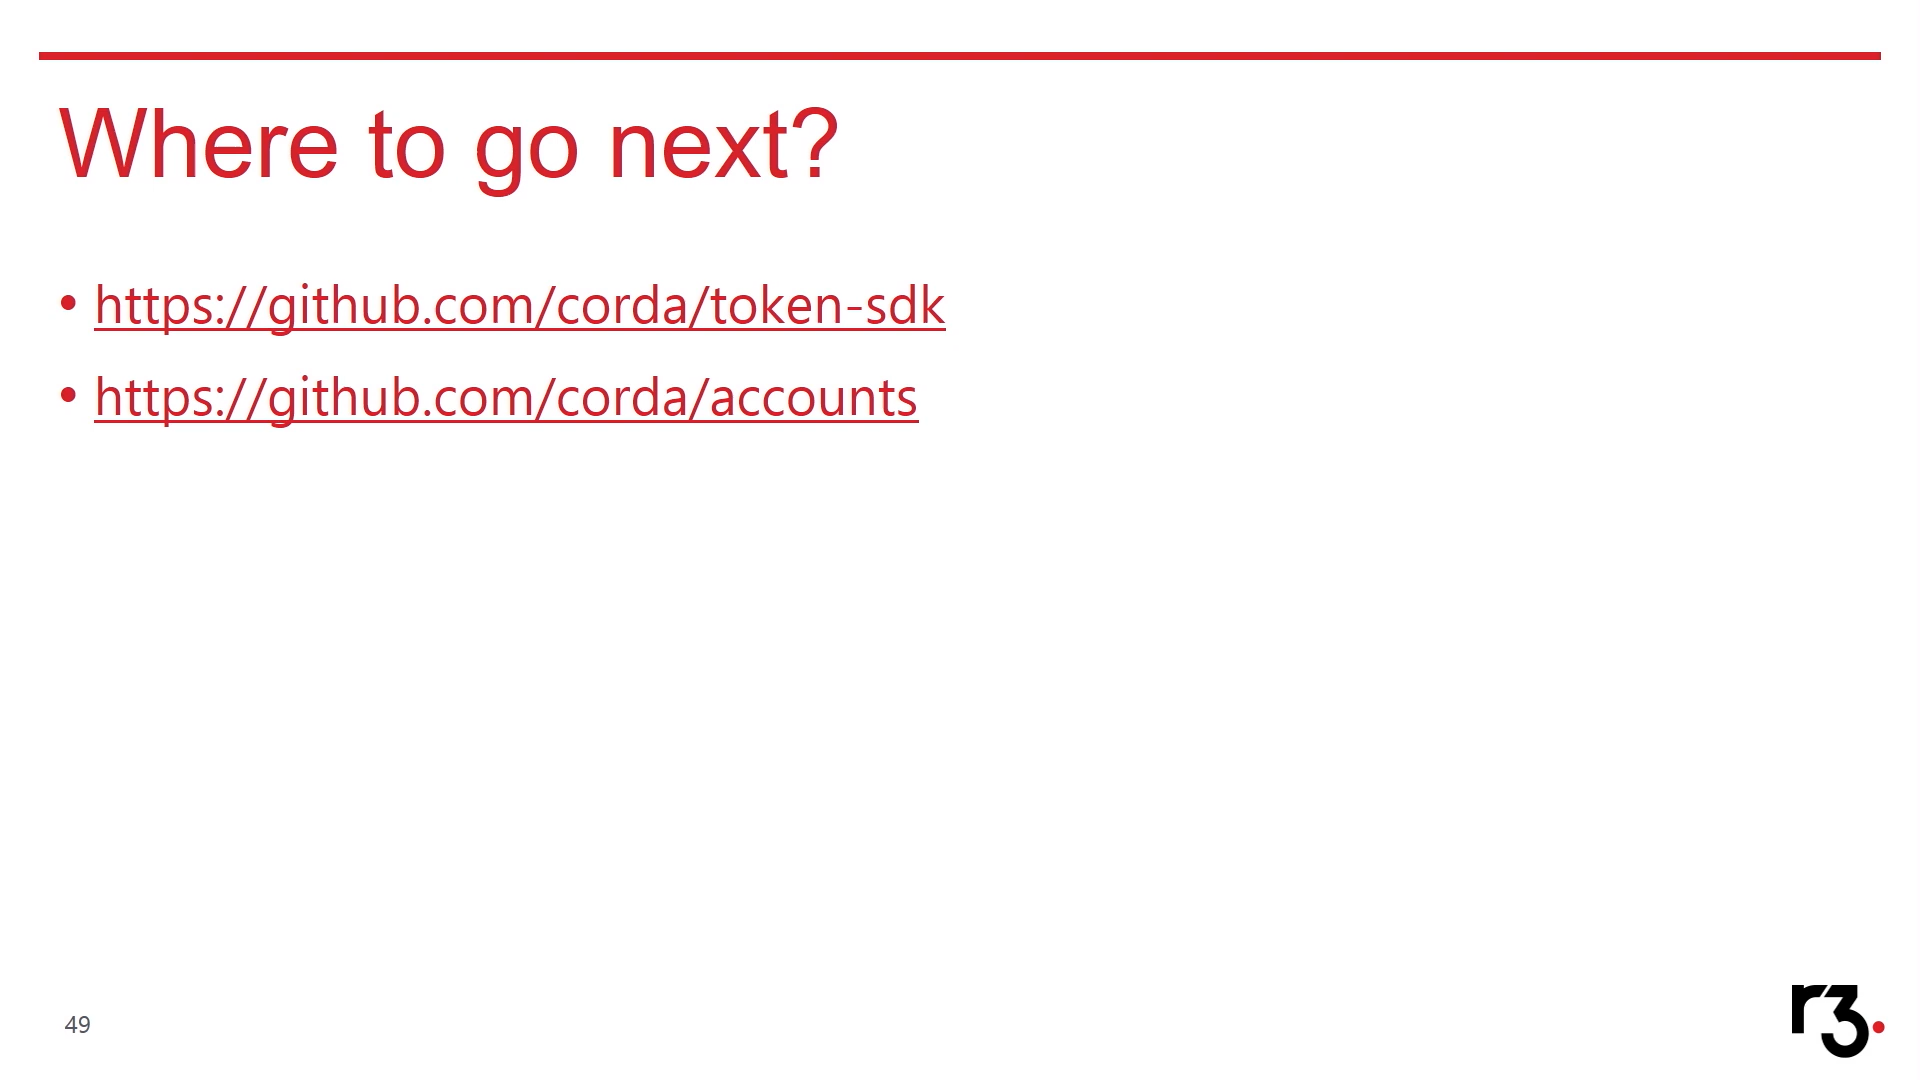 Where to go next?
• https://github.com/corda/token-sdk
• https://github.com/corda/accounts
49
r3.